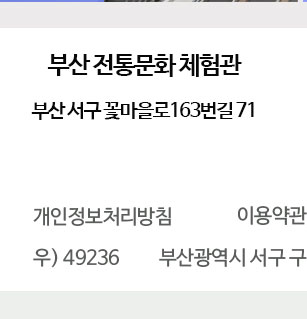 부산 전통문화 체험관
부산 서구 꽃마을로163번길 71
개인정보처리방침 이용약관
우) 49236 부산광역시 서구 구